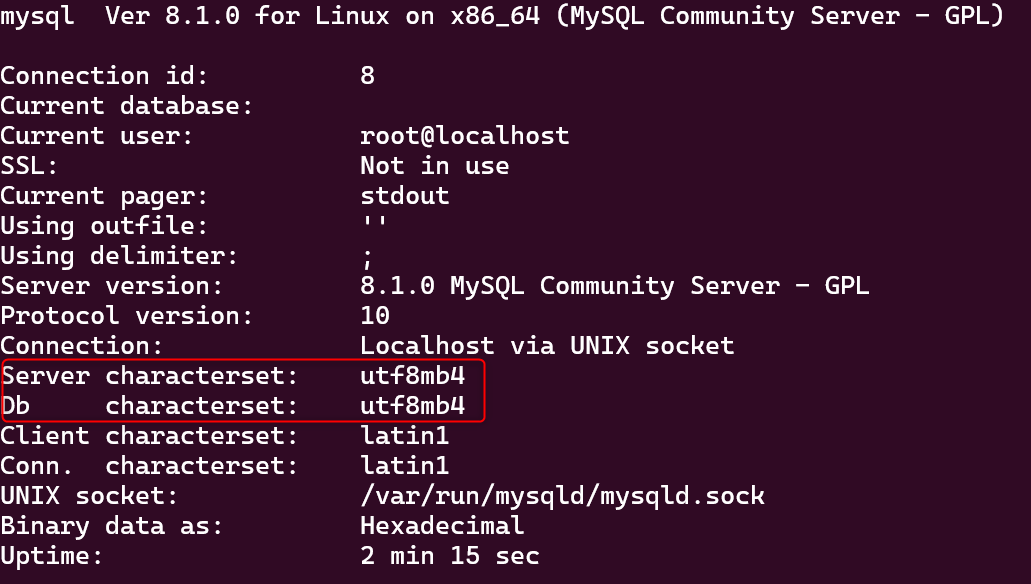 mysql  Ver 8.1.0 for Linux on x86_64 (MySQL Community Server - GPL)
Connection id:          8
Current database:
Current user:           root@localhost
SSL:                    Not in use
Current pager:          stdout
Using outfile:          ''
Using delimiter:        ;
Server version:         8.1.0 MySQL Community Server - GPL
Protocol version:       10
Connection:             Localhost via UNIX socket
Server characterset:    utf8mb4
Db     characterset:    utf8mb4
Client characterset:    latin1
Conn.  characterset:    latin1
UNIX socket:            /var/run/mysqld/mysqld.sock
Binary data as:         Hexadecimal
Uptime:                 2 min 15 sec